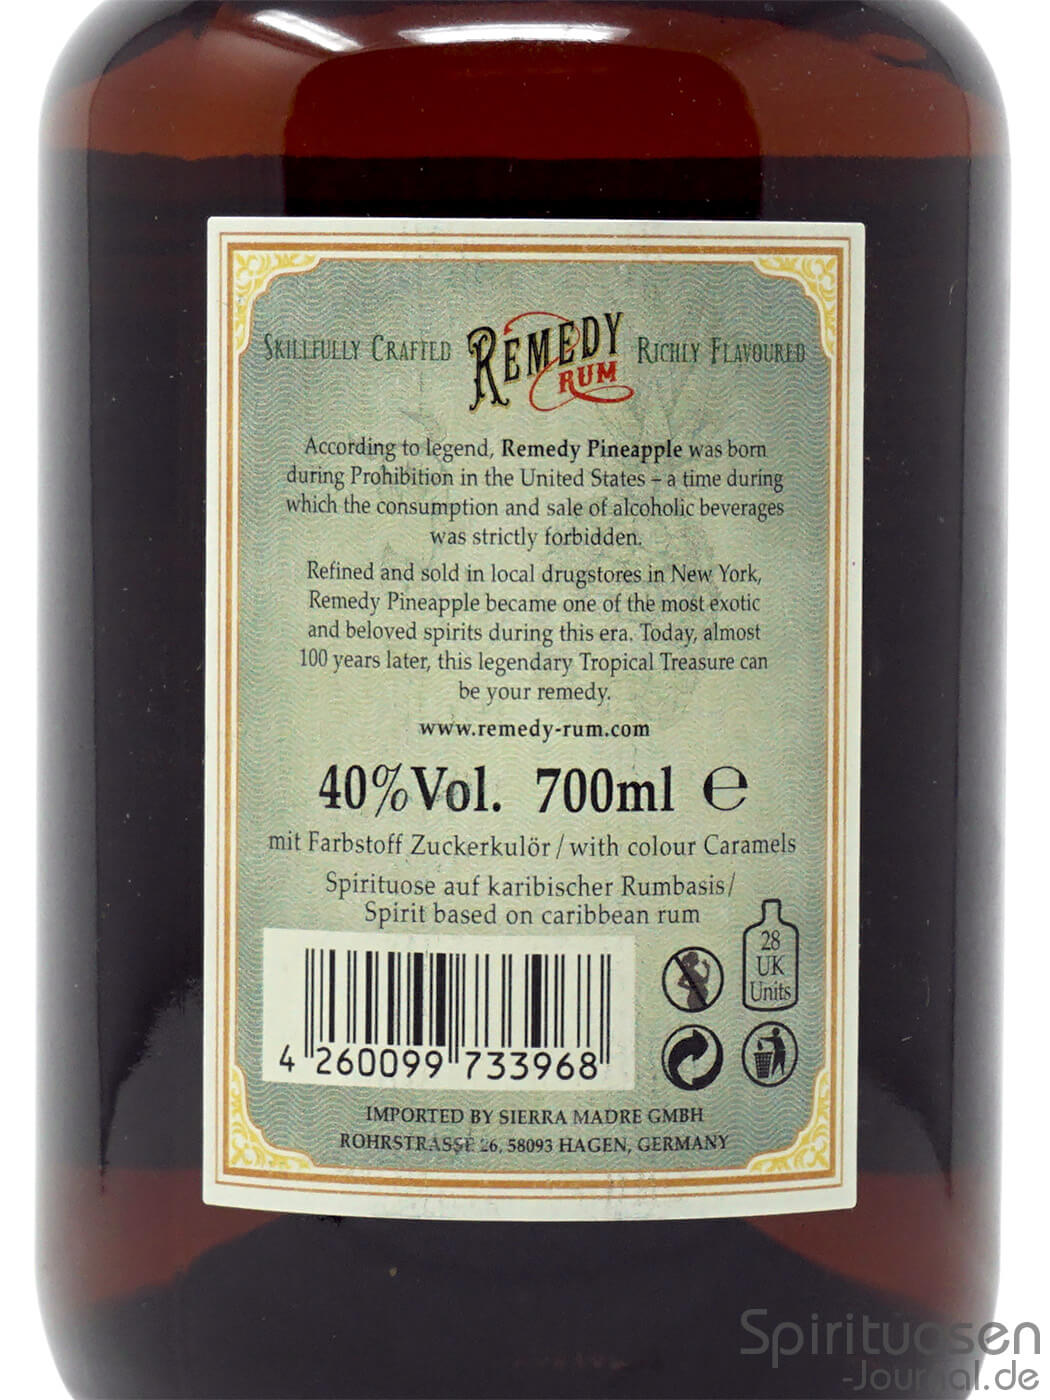 SKILLFULLY CRAFTED REMEDY RUM RICHLY FLAVOURED
According to legend, Remedy Pineapple was born
during Prohibition in the United States – a time during
which the consumption and sale of alcoholic beverages
was strictly forbidden.
Refined and sold in local drugstores in New York,
Remedy Pineapple became one of the most exotic
and beloved spirits during this era. Today, almost
100 years later, this legendary Tropical Treasure can
be your remedy.
www.remedy-rum.com
40%Vol. 700ml ℮
mit Farbstoff Zuckerkulör / with colour Caramels
Spirituose auf karibischer Rumbasis/
Spirit based on caribbean rum
28
UK
Units
4 260099 733968
IMPORTED BY SIERRA MADRE GMBH
ROHRSTRASSE 26, 58093 HAGEN, GERMANY
Spirituosen
-Journal.de